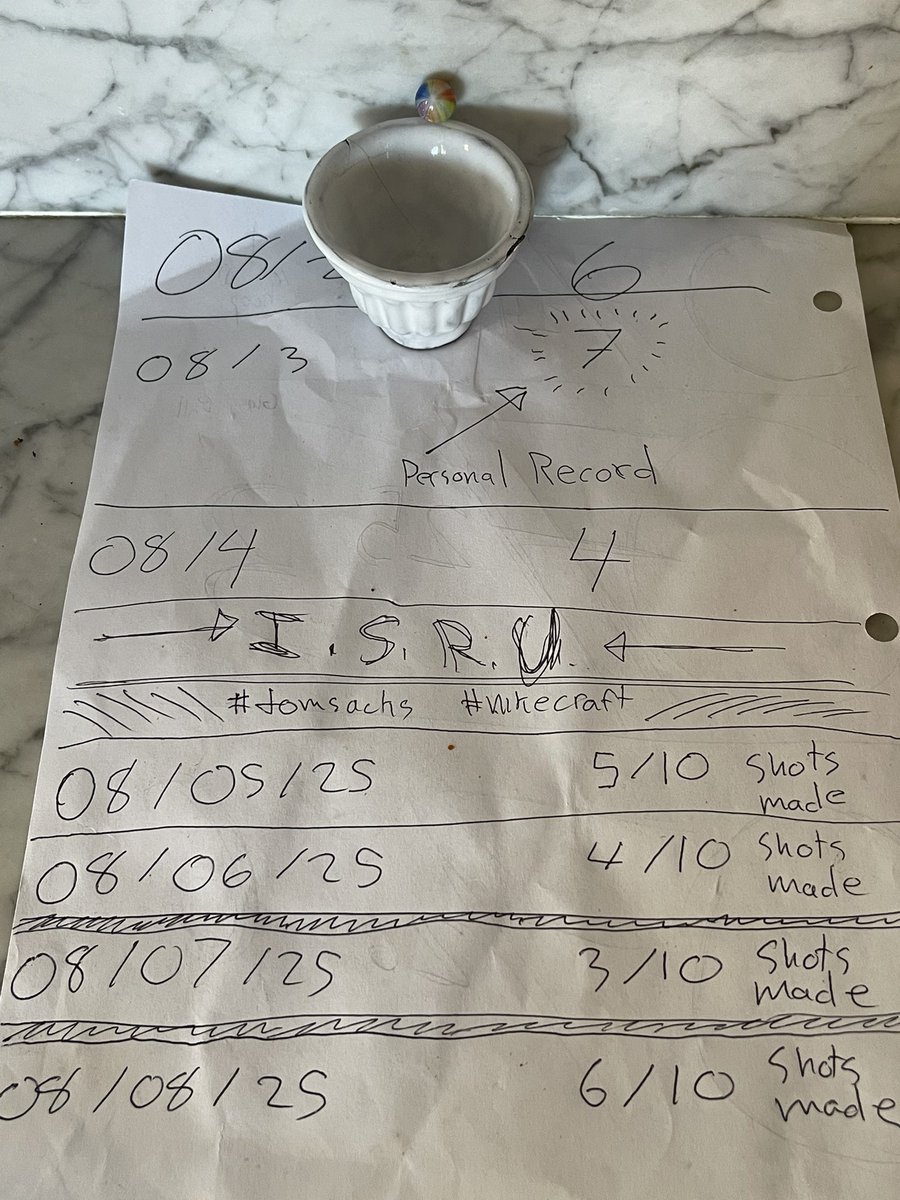 08/2 6
08/3 7
Personal Record
08/4 4
I.S.R.U.
#tomsachs #nikecraft
08/05/25 5/10 shots
made
08/06/25 4/10 shots
made
08/07/25 3/10 shots
made
08/08/25 6/10 shots
made